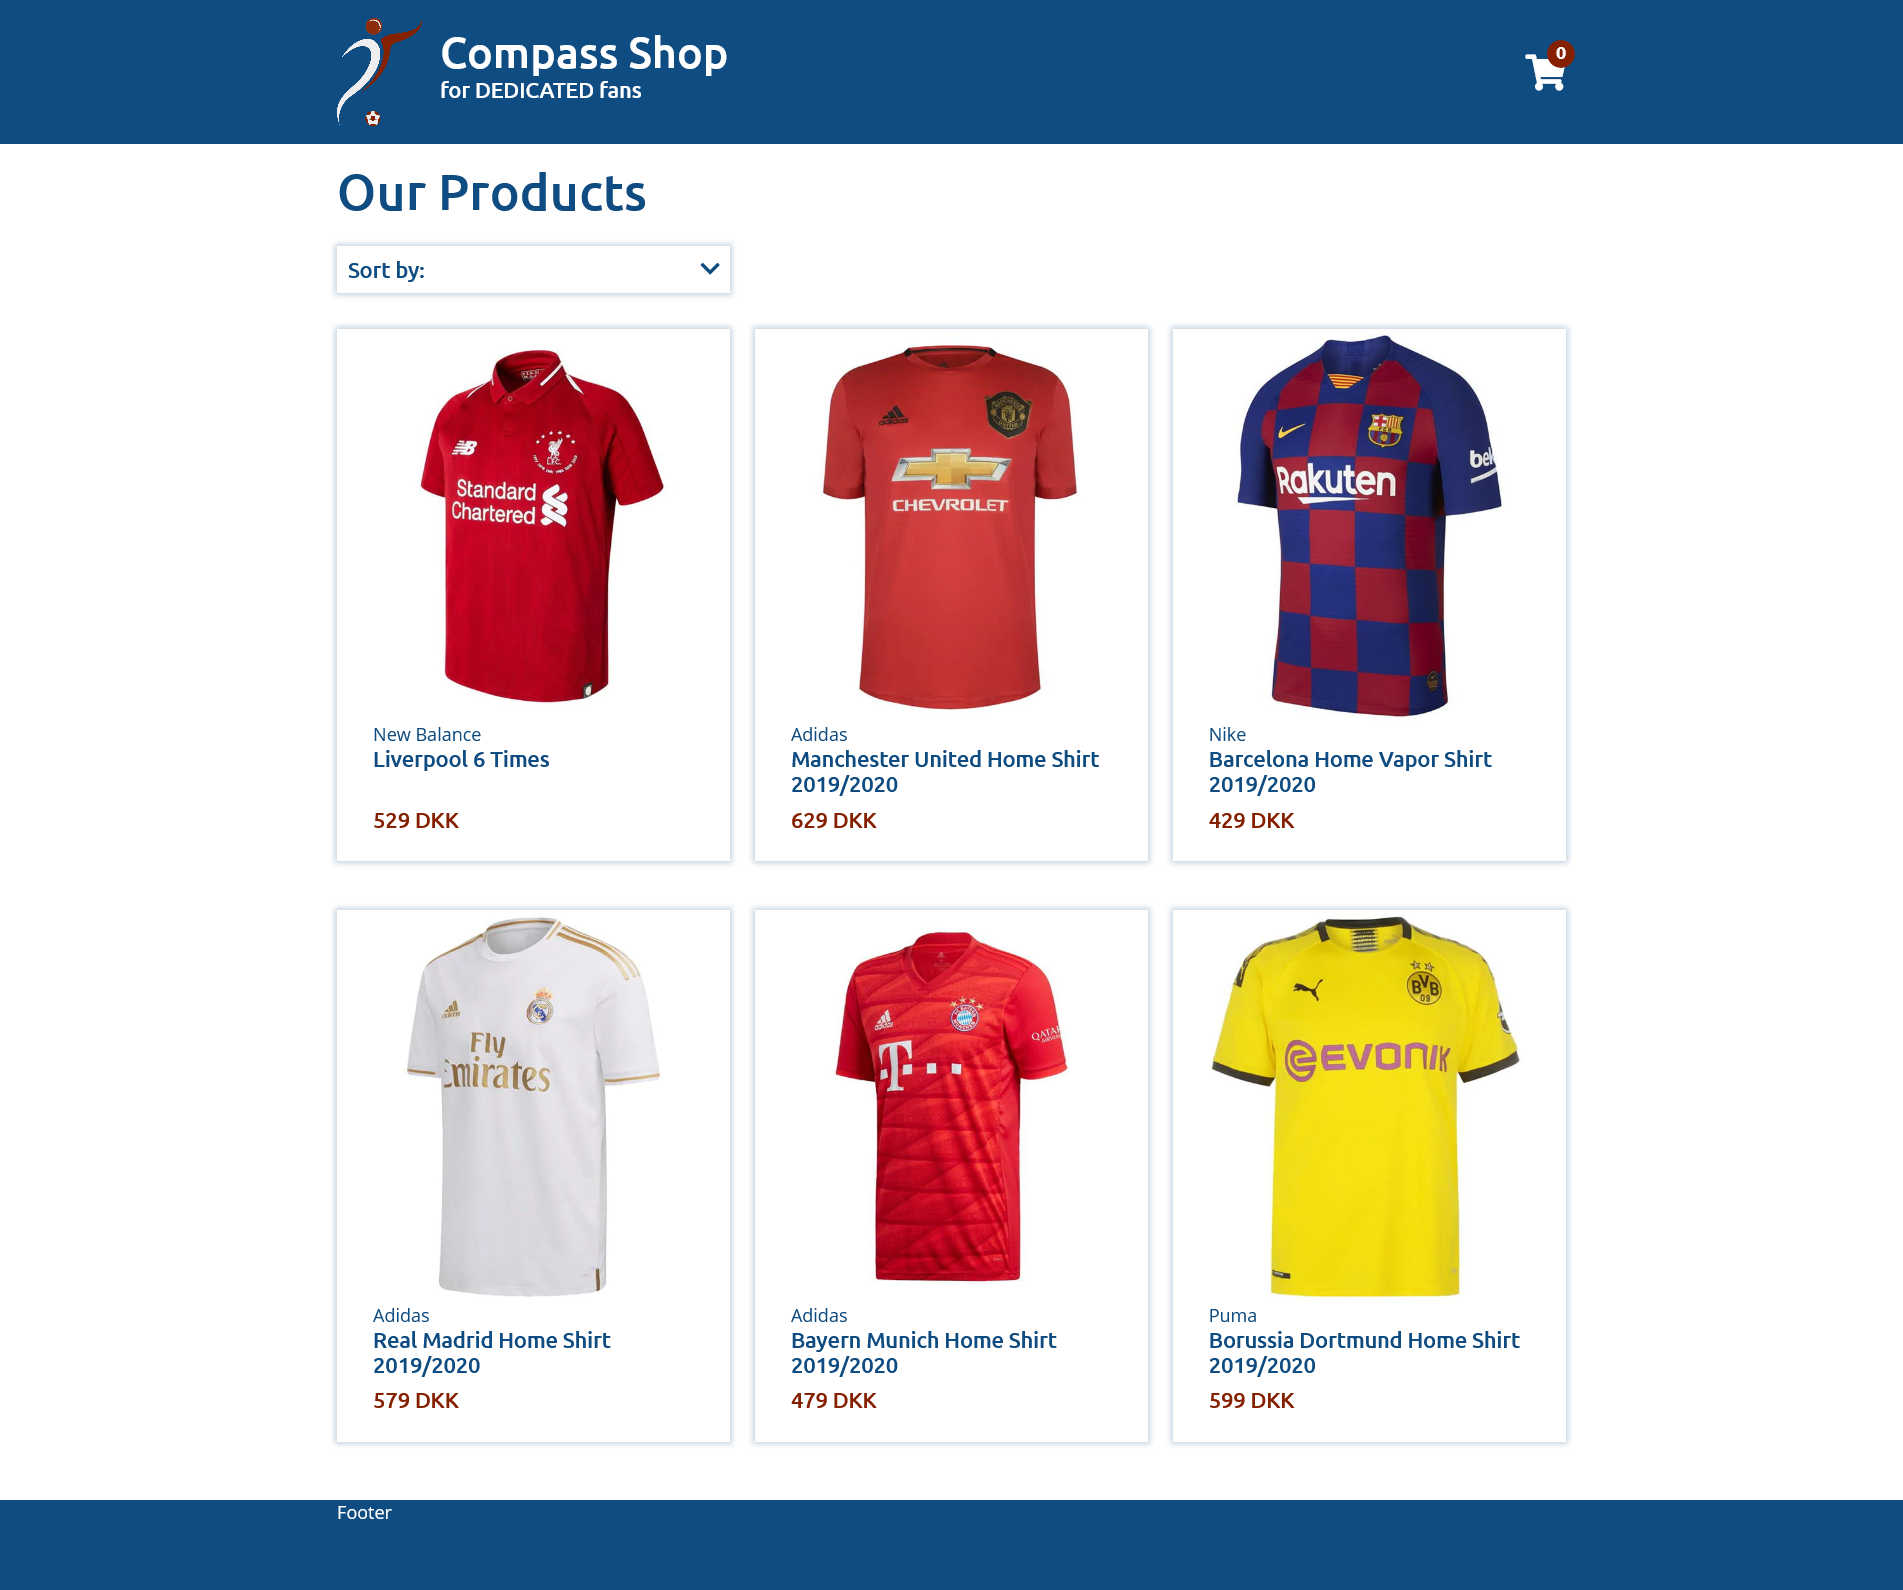 Compass Shop
for DEDICATED fans
0
Our Products
Sort by:
Standard
Chartered
CHEVROLET
Rakuten
New Balance
Liverpool 6 Times
529 DKK
Adidas
Manchester United Home Shirt
2019/2020
629 DKK
Nike
Barcelona Home Vapor Shirt
2019/2020
429 DKK
Fly
Emirates
T..
EVONIK
BVB
09
Adidas
Real Madrid Home Shirt
2019/2020
579 DKK
Adidas
Bayern Munich Home Shirt
2019/2020
479 DKK
Puma
Borussia Dortmund Home Shirt
2019/2020
599 DKK
Footer